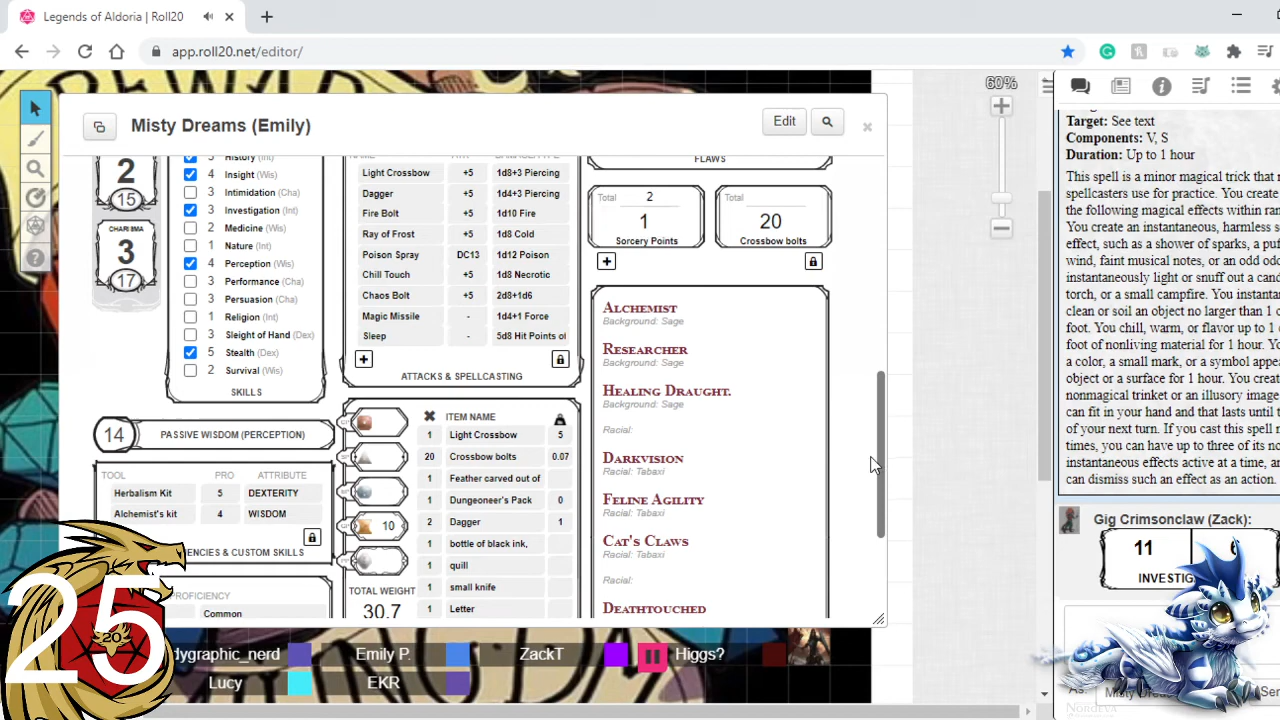 Legends of Aldoria | Roll20
app.roll20.net/editor/
60%
Misty Dreams (Emily)
Edit
2
15
CHARISMA
3
17
3 History (Int)
4 Insight (Wis)
3 Intimidation (Cha)
3 Investigation (Int)
2 Medicine (Wis)
1 Nature (Int)
4 Perception (Wis)
3 Performance (Cha)
3 Persuasion (Cha)
1 Religion (Int)
3 Sleight of Hand (Dex)
5 Stealth (Dex)
2 Survival (Wis)
SKILLS
14 PASSIVE WISDOM (PERCEPTION)
TOOL PRO ATTRIBUTE
Herbalism Kit 5 DEXTERITY
Alchemist's kit 4 WISDOM
ENCIES & CUSTOM SKILLS
PROFICIENCY
Common
NAME ATK DAMAGE/TYPE
Light Crossbow +5 1d8+3 Piercing
Dagger +5 1d4+3 Piercing
Fire Bolt +5 1d10 Fire
Ray of Frost +5 1d8 Cold
Poison Spray DC13 1d12 Poison
Chill Touch +5 1d8 Necrotic
Chaos Bolt +5 2d8+1d6
Magic Missile - 1d4+1 Force
Sleep - 5d8 Hit Points of
ATTACKS & SPELLCASTING
ITEM NAME
1 Light Crossbow 5
20 Crossbow bolts 0.07
1 Feather carved out of
1 Dungeoneer's Pack 0
2 Dagger 1
1 bottle of black ink,
1 quill
1 small knife
1 Letter
10
TOTAL WEIGHT
30.7
FLAWS
Total 2
1
Sorcery Points
Total
20
Crossbow bolts
ALCHEMIST
Background: Sage
RESEARCHER
Background: Sage
HEALING DRAUGHT.
Background: Sage
Racial:
DARKVISION
Racial: Tabaxi
FELINE AGILITY
Racial: Tabaxi
CAT'S CLAWS
Racial: Tabaxi
Racial:
DEATHTOUCHED
Target: See text
Components: V, S
Duration: Up to 1 hour
This spell is a minor magical trick that n
spellcasters use for practice. You create
the following magical effects within ran
You create an instantaneous, harmless se
effect, such as a shower of sparks, a puf
wind, faint musical notes, or an odd odo
instantaneously light or snuff out a cand
torch, or a small campfire. You instantan
clean or soil an object no larger than 1 c
foot. You chill, warm, or flavor up to 1 c
foot of nonliving material for 1 hour. Yo
a color, a small mark, or a symbol appea
object or a surface for 1 hour. You create
nonmagical trinket or an illusory image
can fit in your hand and that lasts until t
of your next turn. If you cast this spell m
times, you can have up to three of its no
instantaneous effects active at a time, an
can dismiss such an effect as an action.
Gig Crimsonclaw (Zack):
11
INVESTIG
As: Misty Dre
Sen
25
20
dygraphic_nerd
Emily P.
ZackT
Higgs?
Lucy
EKR
NORDEVA